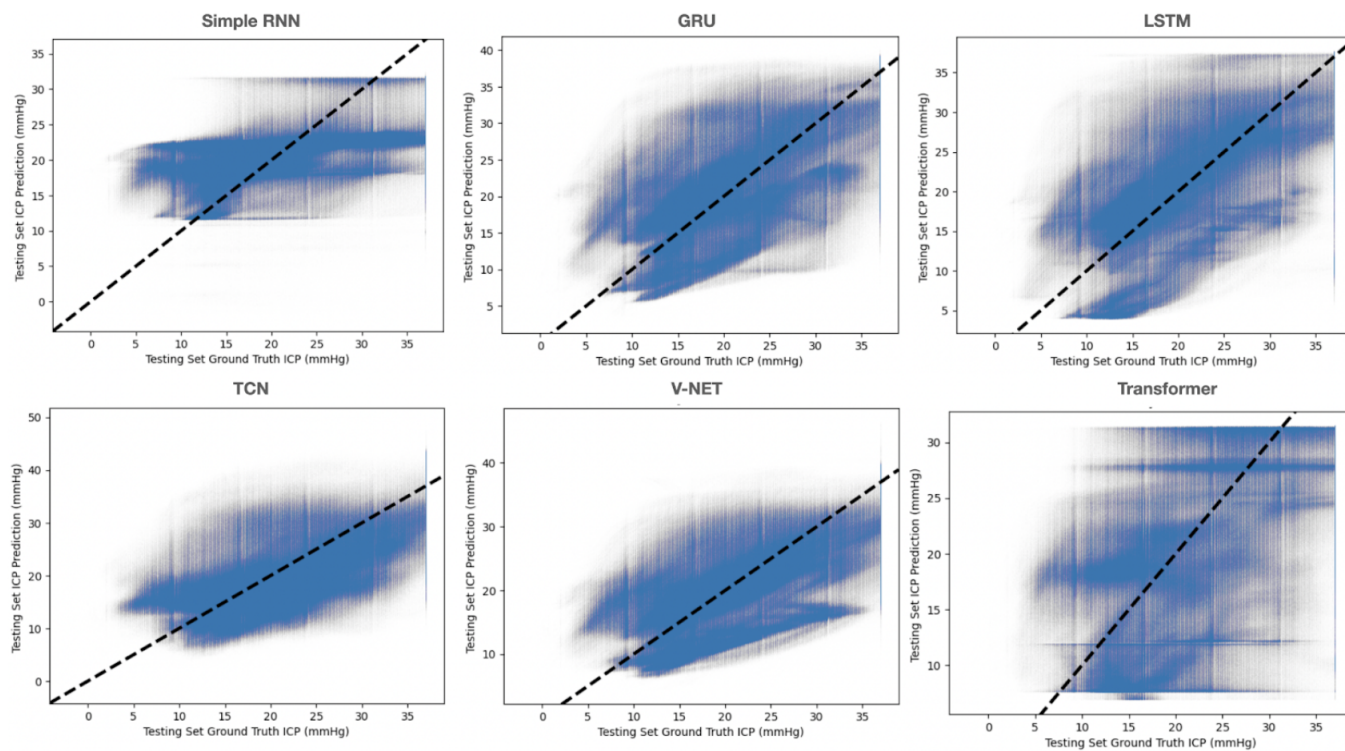 Simple RNN
GRU
LSTM
Testing Set ICP Prediction (mmHg)
35
30
25
20
15
10
5
0
0 5 10 15 20 25 30 35
Testing Set Ground Truth ICP (mmHg)
Testing Set ICP Prediction (mmHg)
40
35
30
25
20
15
10
5
0 5 10 15 20 25 30 35
Testing Set Ground Truth ICP (mmHg)
Testing Set ICP Prediction (mmHg)
40
35
30
25
20
15
10
5
0 5 10 15 20 25 30 35
Testing Set Ground Truth ICP (mmHg)
TCN
V-NET
Transformer
Testing Set ICP Prediction (mmHg)
50
40
30
20
10
0
0 5 10 15 20 25 30 35
Testing Set Ground Truth ICP (mmHg)
Testing Set ICP Prediction (mmHg)
40
30
20
10
0 5 10 15 20 25 30 35
Testing Set Ground Truth ICP (mmHg)
Testing Set ICP Prediction (mmHg)
30
25
20
15
10
0 5 10 15 20 25 30 35
Testing Set Ground Truth ICP (mmHg)